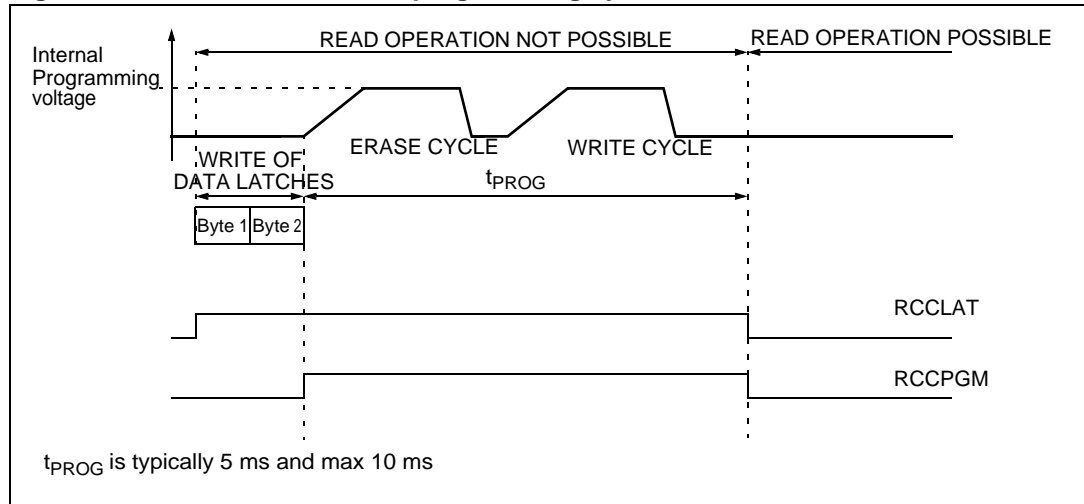 READ OPERATION NOT POSSIBLE
READ OPERATION POSSIBLE
Internal
Programming
voltage
ERASE CYCLE
WRITE CYCLE
WRITE OF
DATA LATCHES
tPROG
Byte 1
Byte 2
RCCLAT
RCCPGM
tPROG is typically 5 ms and max 10 ms